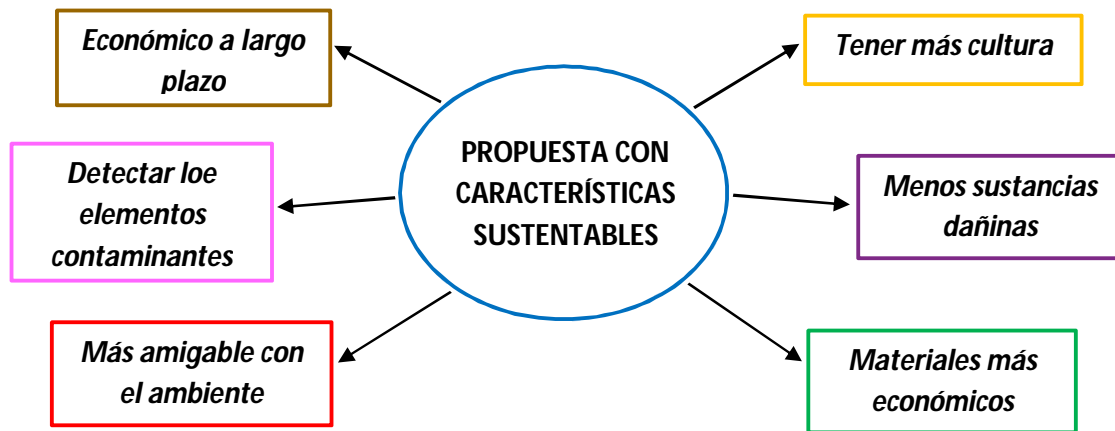 Económico a largo
plazo
Tener más cultura
PROPUESTA CON
CARACTERÍSTICAS
SUSTENTABLES
Detectar loe
elementos
contaminantes
Menos sustancias
dañinas
Más amigable con
el ambiente
Materiales más
económicos